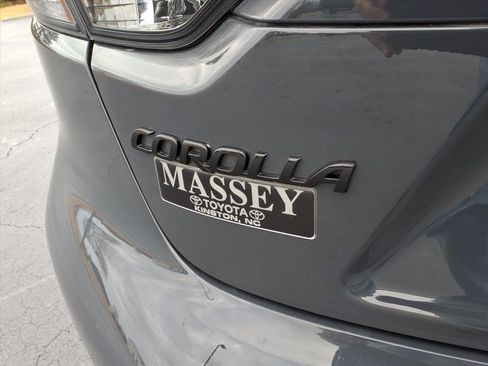 COROLLA
MASSEY
TOYOTA
KINSTON, NC